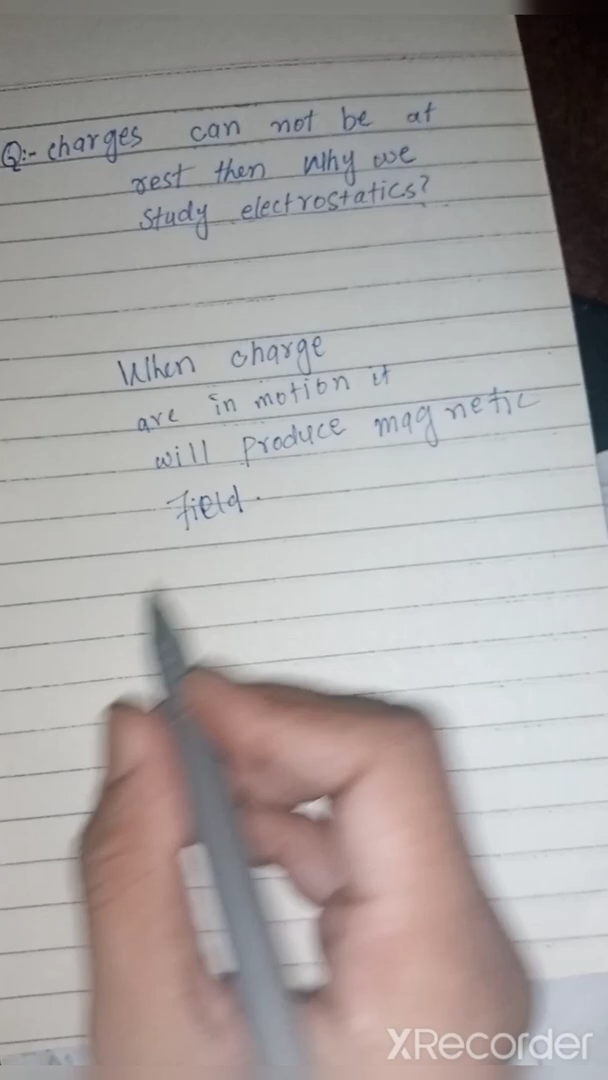 Q:- charges can not be at
rest then why we
study electrostatics?
When charge
are in motion it
will produce magnetic
field.
XRecorder